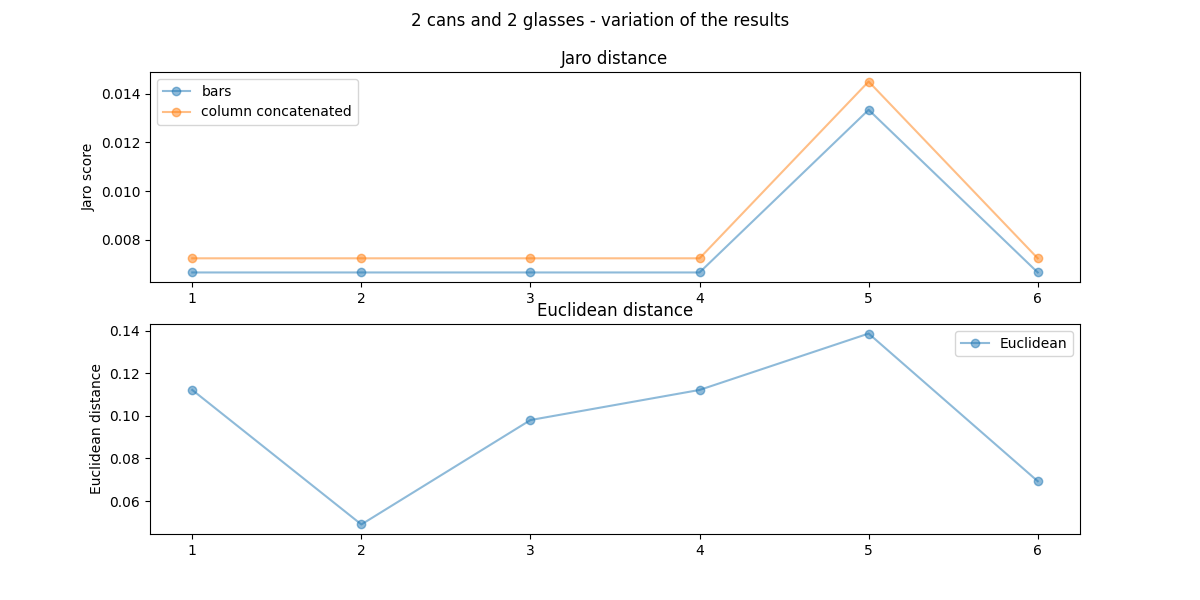 2 cans and 2 glasses - variation of the results
Jaro distance
bars
column concatenated
Jaro score
0.014
0.012
0.010
0.008
1 2 3 4 5 6
Euclidean distance
Euclidean
Euclidean distance
0.14
0.12
0.10
0.08
0.06
1 2 3 4 5 6